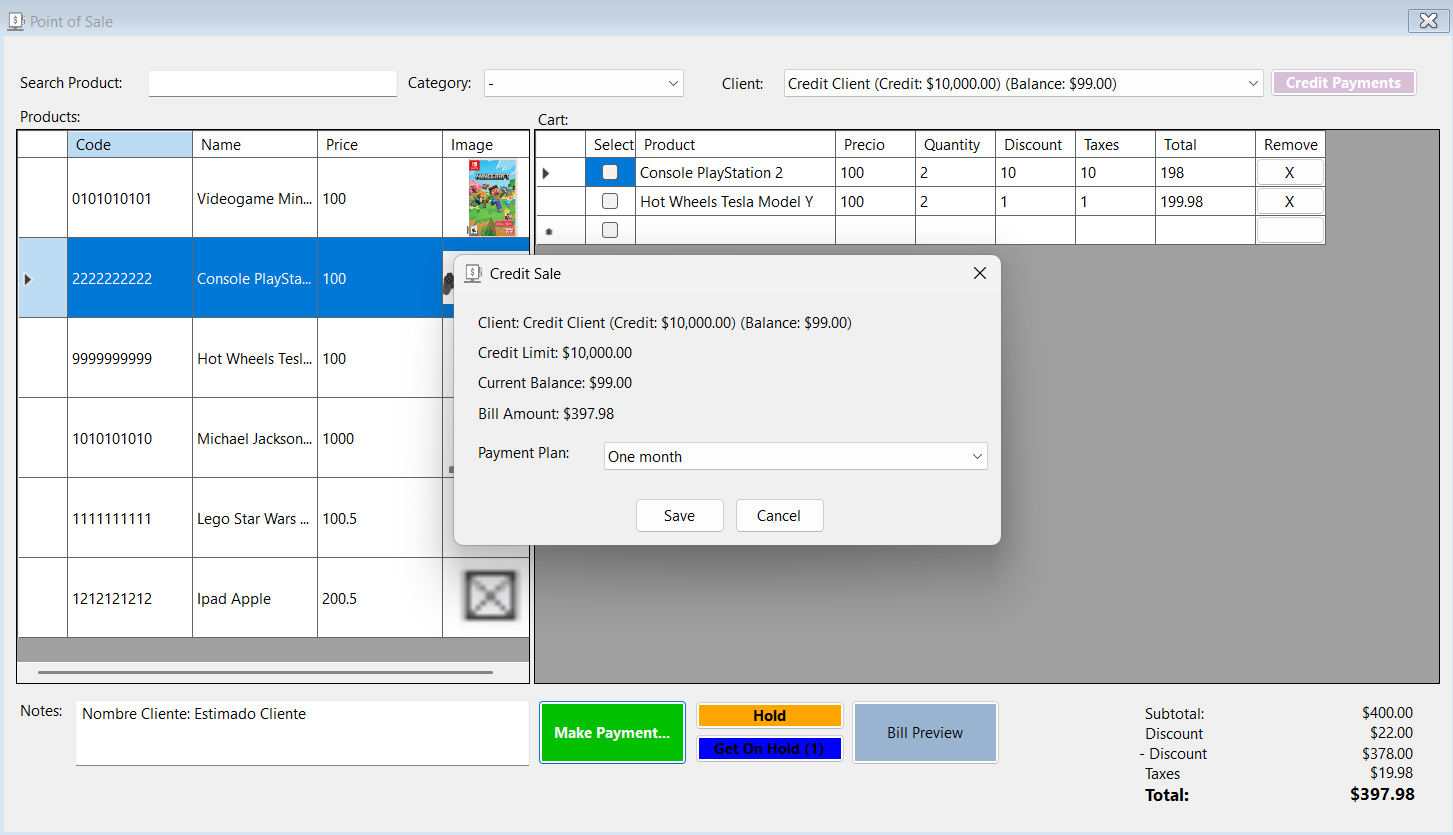 Point of Sale
Search Product:
Category: -
Client: Credit Client (Credit: $10,000.00) (Balance: $99.00)
Credit Payments
Products:
Code Name Price Image
0101010101 Videogame Min... 100
MINECRAFT
2222222222 Console PlaySta... 100
9999999999 Hot Wheels Tesl... 100
1010101010 Michael Jackson... 1000
1111111111 Lego Star Wars ... 100.5
1212121212 Ipad Apple 200.5
Cart:
Select Product Precio Quantity Discount Taxes Total Remove
Console PlayStation 2 100 2 10 10 198 X
Hot Wheels Tesla Model Y 100 2 1 1 199.98 X
Credit Sale
Client: Credit Client (Credit: $10,000.00) (Balance: $99.00)
Credit Limit: $10,000.00
Current Balance: $99.00
Bill Amount: $397.98
Payment Plan: One month
Save Cancel
Notes: Nombre Cliente: Estimado Cliente
Make Payment...
Hold
Get On Hold (1)
Bill Preview
Subtotal: $400.00
Discount $22.00
- Discount $378.00
Taxes $19.98
Total: $397.98